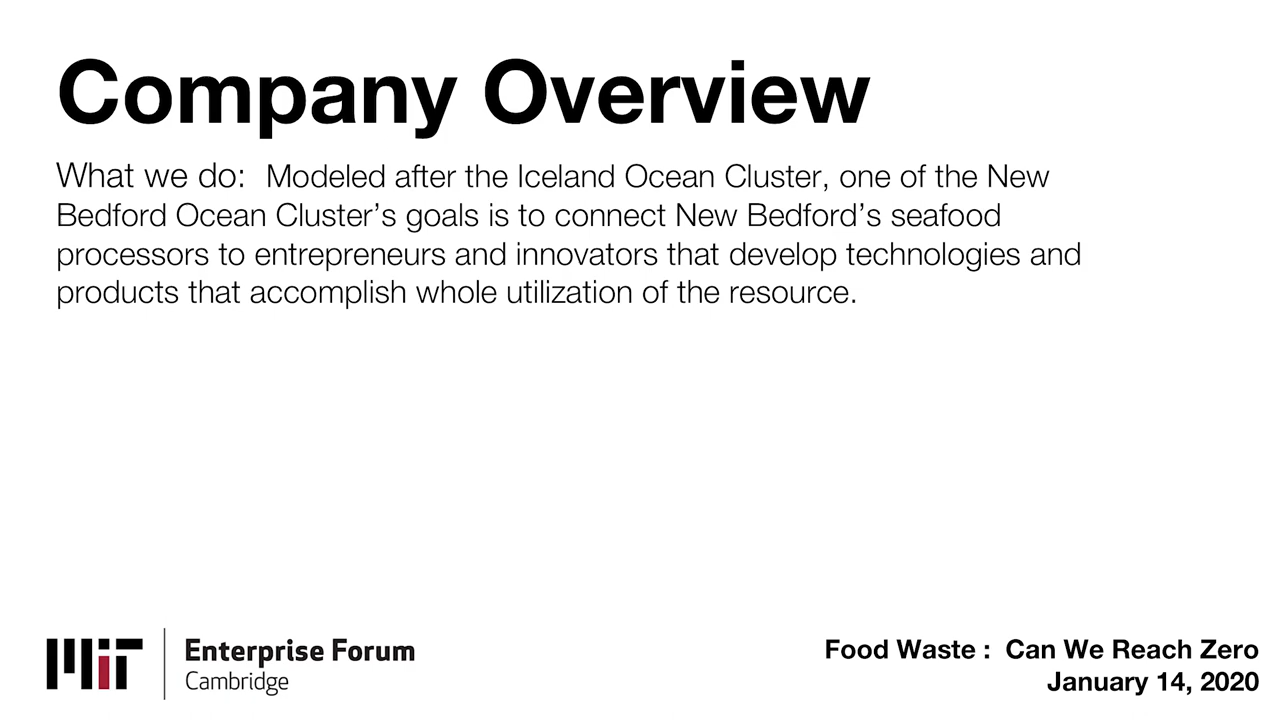 Company Overview
What we do:  Modeled after the Iceland Ocean Cluster, one of the New
Bedford Ocean Cluster’s goals is to connect New Bedford’s seafood
processors to entrepreneurs and innovators that develop technologies and
products that accomplish whole utilization of the resource.
MIT
Enterprise Forum
Cambridge
Food Waste :  Can We Reach Zero
January 14, 2020